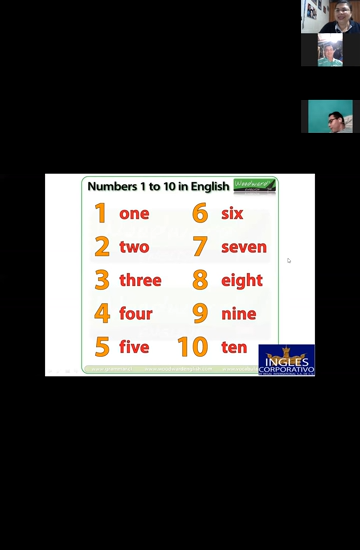 Numbers 1 to 10 in English
Woodward
1 one
2 two
3 three
4 four
5 five
6 six
7 seven
8 eight
9 nine
10 ten
INGLES
CORPORATIVO